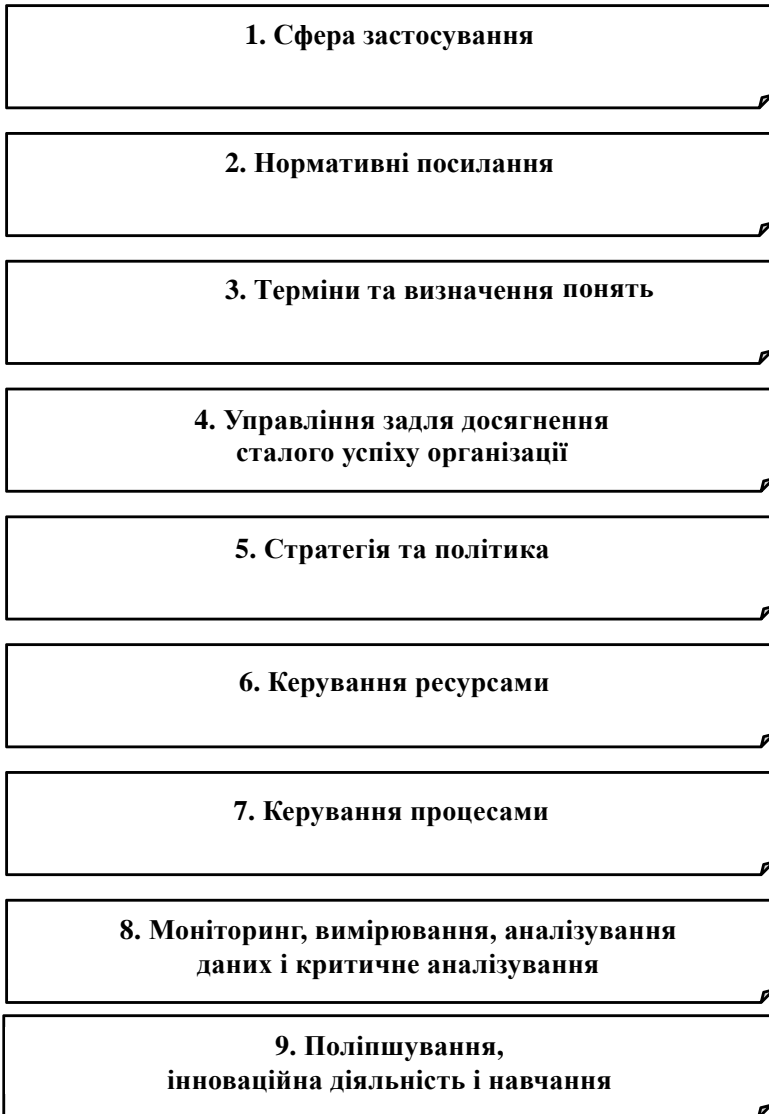 1. Сфера застосування
2. Нормативні посилання
3. Терміни та визначення понять
4. Управління задля досягнення
сталого успіху організації
5. Стратегія та політика
6. Керування ресурсами
7. Керування процесами
8. Моніторинг, вимірювання, аналізування
даних і критичне аналізування
9. Поліпшування,
інноваційна діяльність і навчання